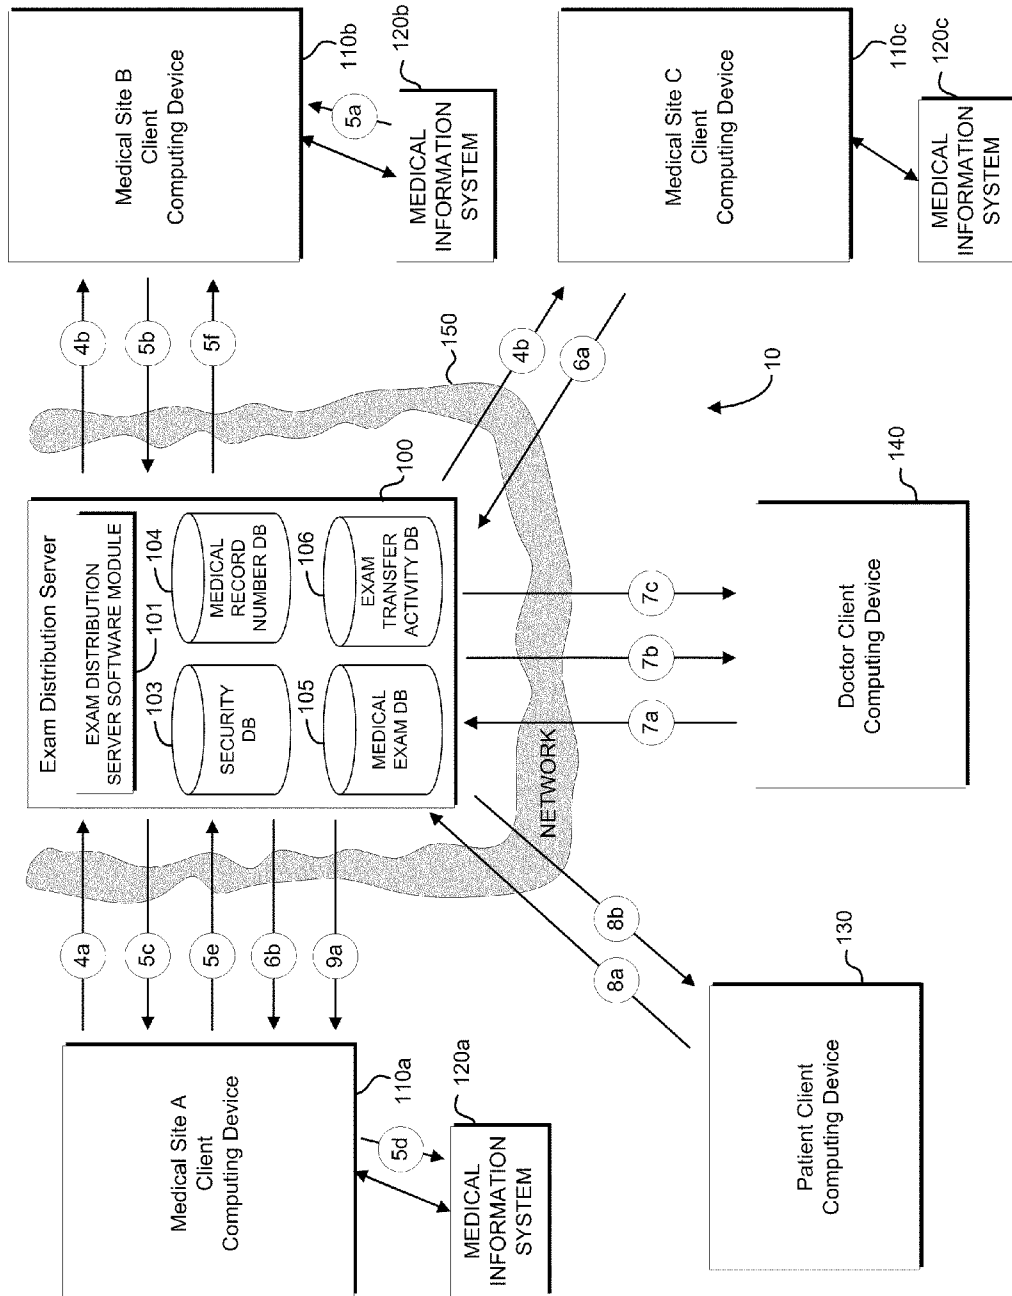 Medical Site A
Client
Computing Device
110a
MEDICAL
INFORMATION
SYSTEM
120a
5d
4a
5c
5e
6b
9a
Exam Distribution Server
EXAM DISTRIBUTION
SERVER SOFTWARE MODULE
101
103
SECURITY
DB
104
MEDICAL
RECORD
NUMBER DB
105
MEDICAL
EXAM DB
106
EXAM
TRANSFER
ACTIVITY DB
100
4b
5b
5f
Medical Site B
Client
Computing Device
110b
5a
120b
MEDICAL
INFORMATION
SYSTEM
150
NETWORK
4b
6a
Medical Site C
Client
Computing Device
110c
120c
MEDICAL
INFORMATION
SYSTEM
10
8a
8b
7a
7b
7c
Patient Client
Computing Device
130
Doctor Client
Computing Device
140